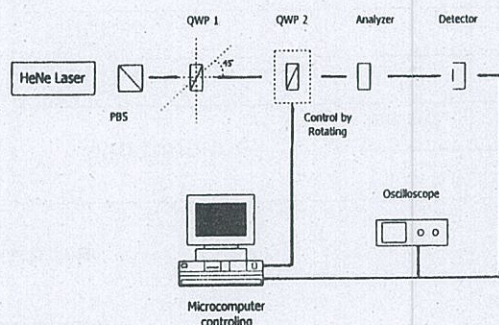 QWP 1
QWP 2
Analyzer
Detector
45°
HeNe Laser
PBS
Control by
Rotating
Oscilloscope
Microcomputer
controling